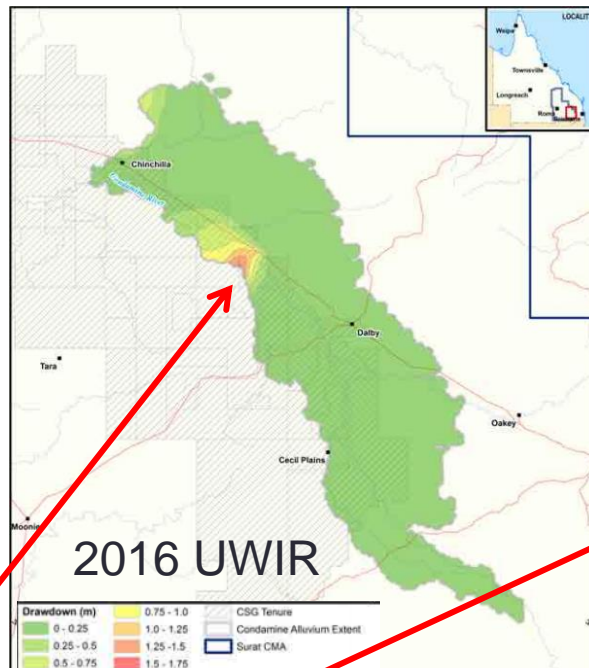 LOCALIT
Weipa
Townsville
Longreach
Roma
Chinchilla
Condamine River
Dalby
Tara
Oakey
Cecil Plains
Moonie
2016 UWIR
Drawdown (m)
0 - 0.25
0.25 - 0.5
0.5 - 0.75
0.75 - 1.0
1.0 - 1.25
1.25 - 1.5
1.5 - 1.75
CSG Tenure
Condamine Alluvium Extent
Surat CMA